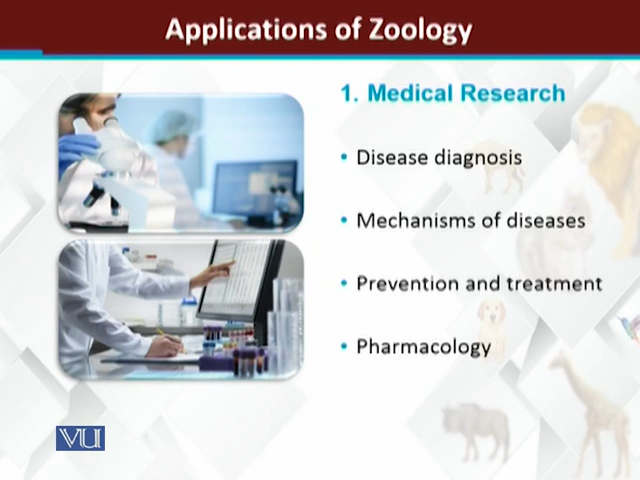 Applications of Zoology
1. Medical Research
• Disease diagnosis
• Mechanisms of diseases
• Prevention and treatment
• Pharmacology
VU